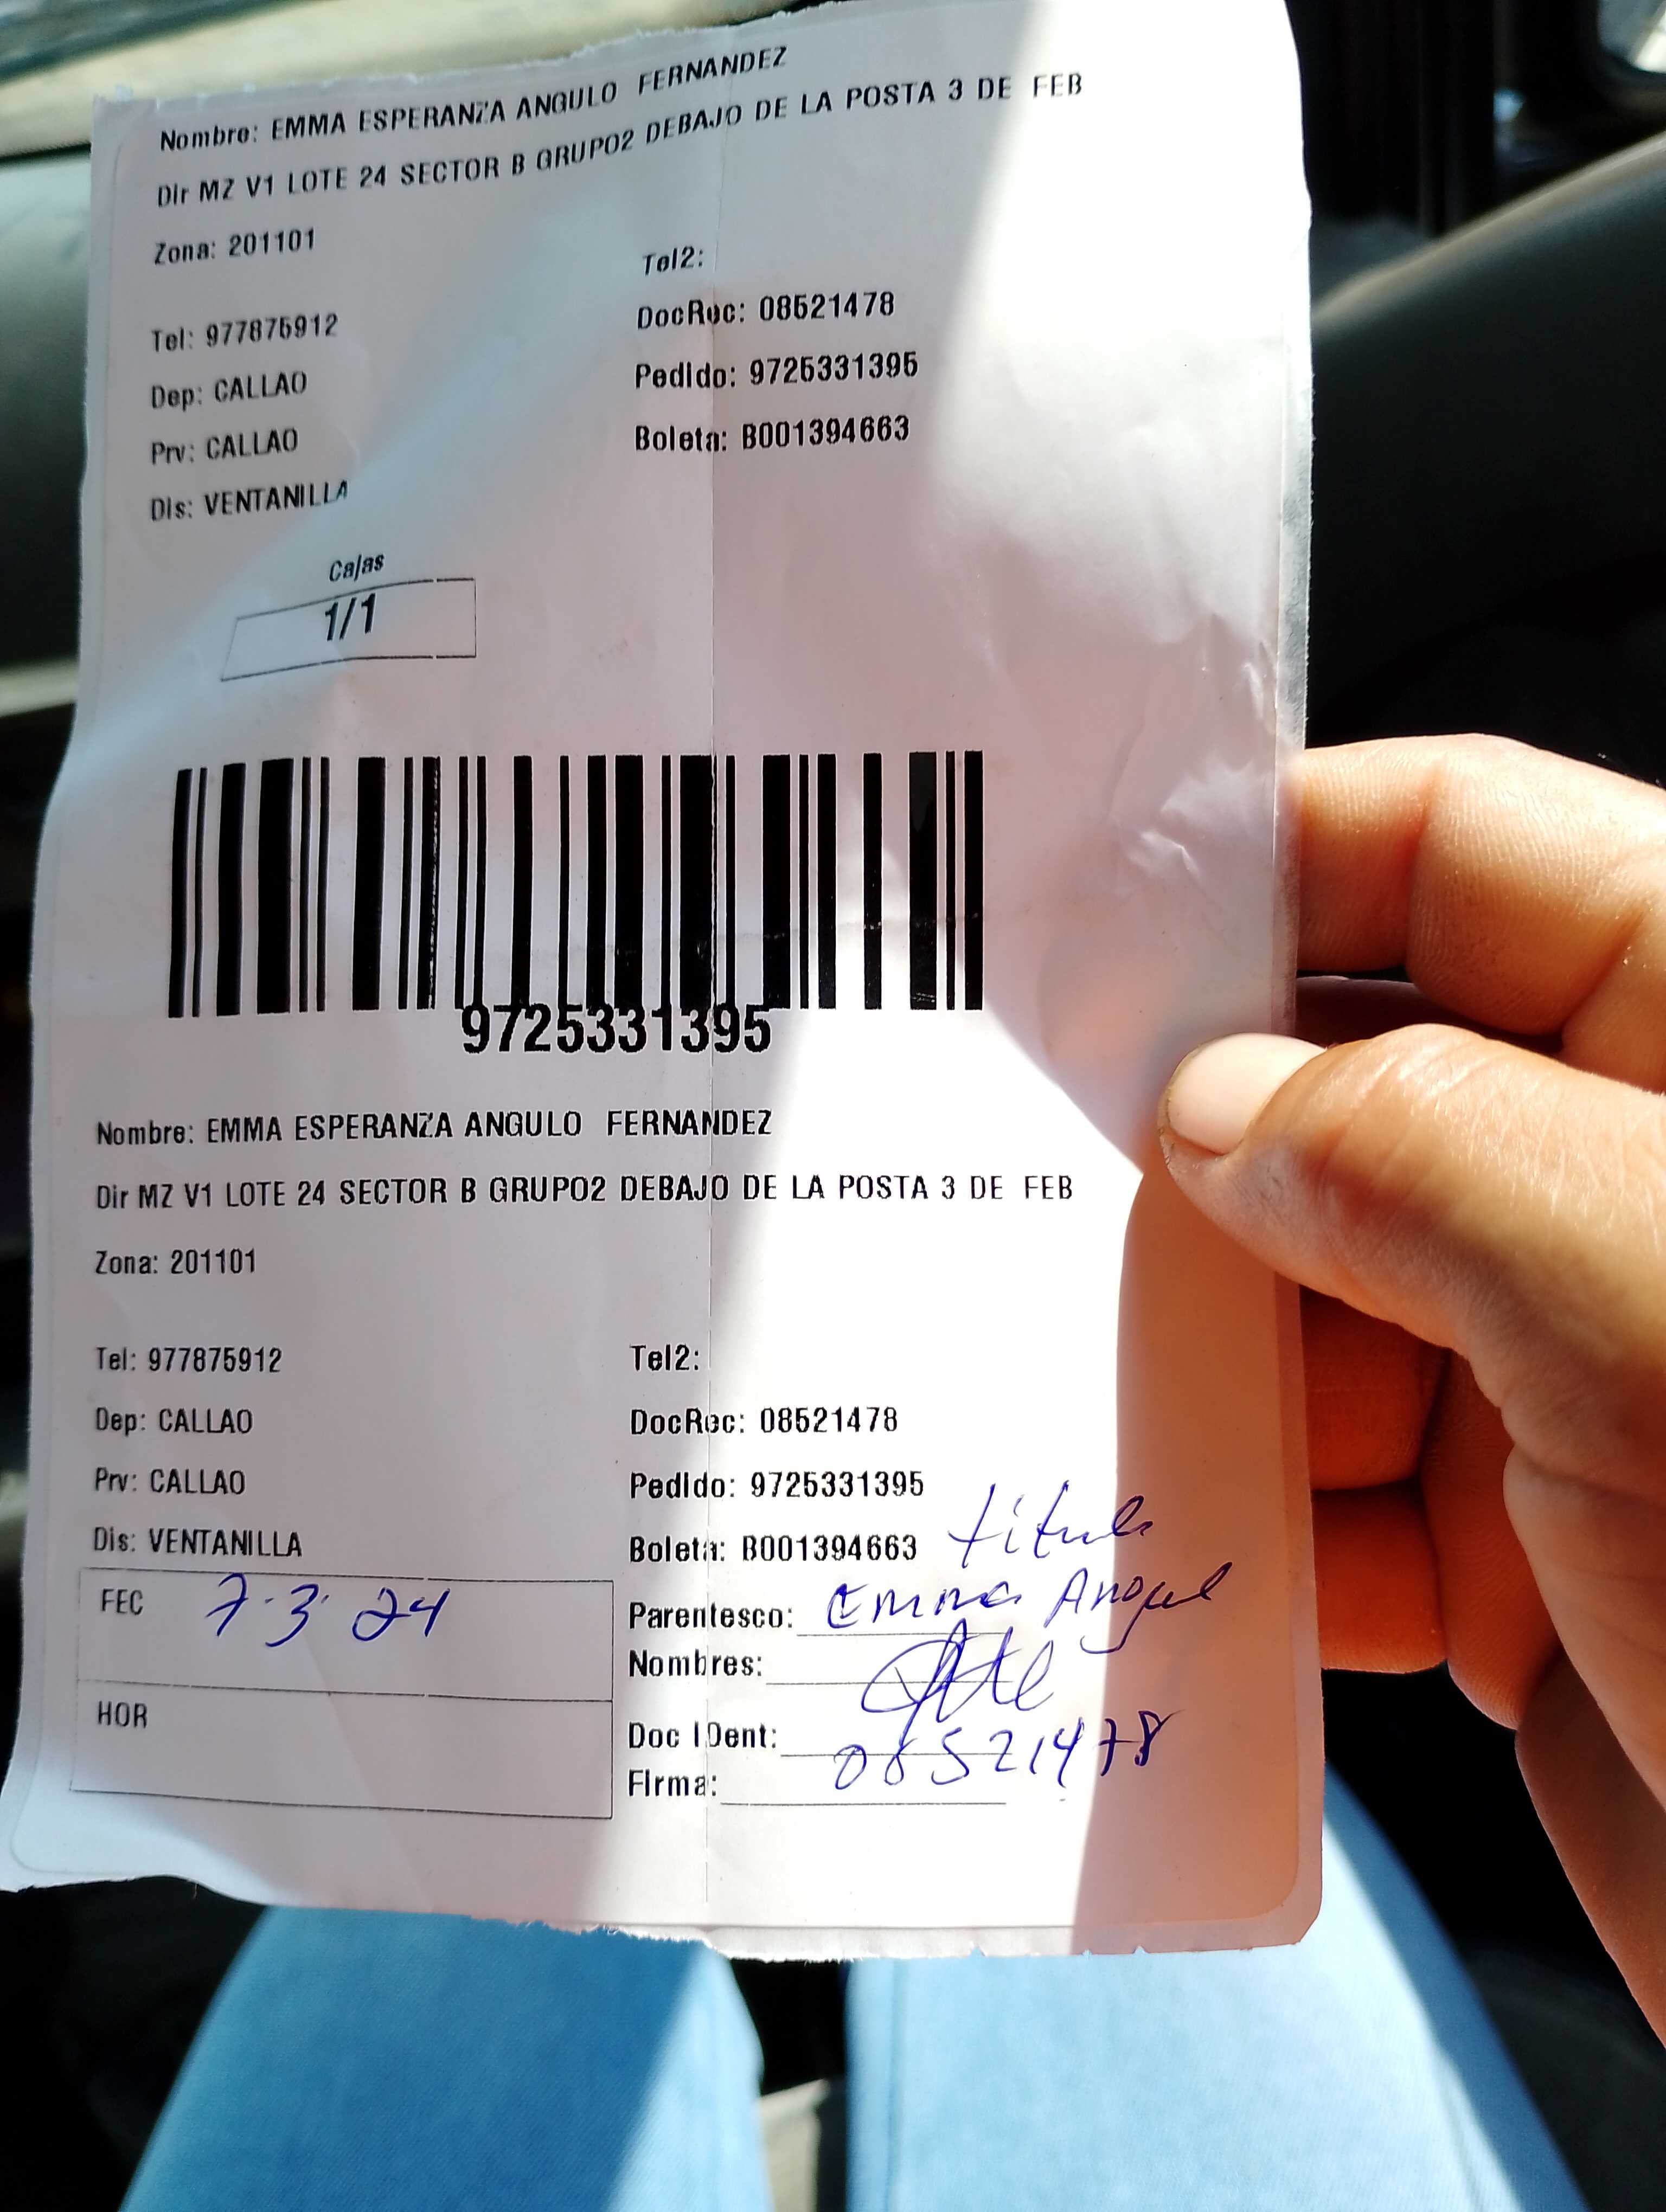 Nombre: EMMA ESPERANZA ANGULO FERNANDEZ
Dir MZ V1 LOTE 24 SECTOR B GRUPO2 DEBAJO DE LA POSTA 3 DE FEB
Zona: 201101
Tel2:
Tel: 977875912
DocRec: 08521478
Dep: CALLAO
Pedido: 9725331395
Prv: CALLAO
Boleta: B001394663
Dis: VENTANILLA
Cajas
1/1
9725331395
Nombre: EMMA ESPERANZA ANGULO FERNANDEZ
Dir MZ V1 LOTE 24 SECTOR B GRUPO2 DEBAJO DE LA POSTA 3 DE FEB
Zona: 201101
Tel: 977875912 Tel2:
Dep: CALLAO DocRec: 08521478
Prv: CALLAO Pedido: 9725331395
Dis: VENTANILLA Boleta: B001394663
FEC 7-3-24 Parentesco: Emma
Nombres:
HOR
Doc IDent: 08521478
Firma: